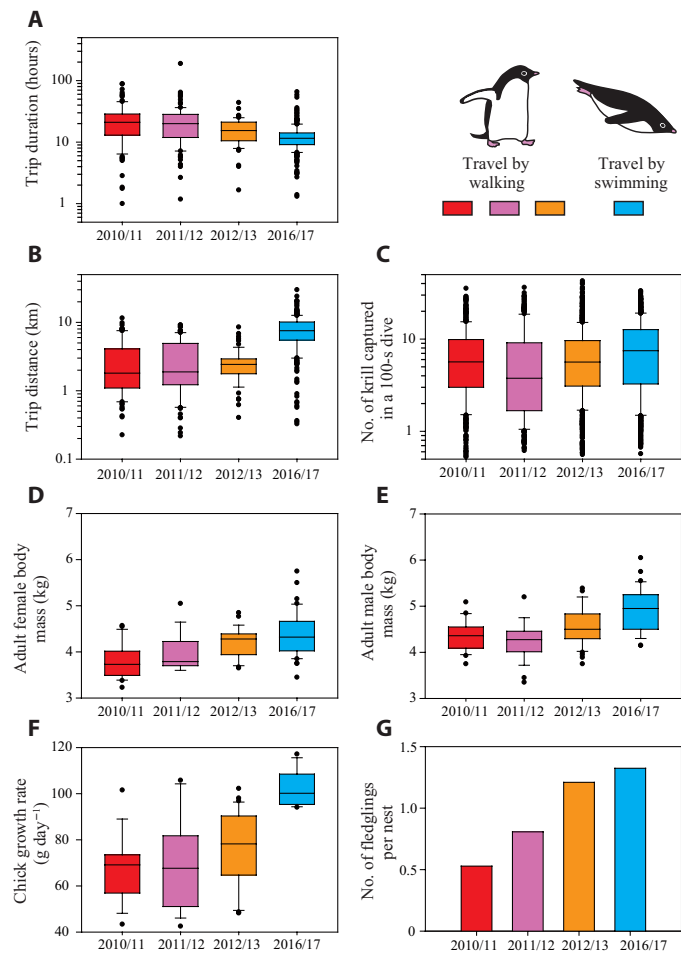 A
Trip duration (hours)
100
10
1
2010/11 2011/12 2012/13 2016/17
Travel by
walking
Travel by
swimming
B
Trip distance (km)
100
10
1
0.1
2010/11 2011/12 2012/13 2016/17
C
No. of krill captured
in a 100-s dive
10
1
2010/11 2011/12 2012/13 2016/17
D
Adult female body
mass (kg)
7
6
5
4
3
2010/11 2011/12 2012/13 2016/17
E
Adult male body
mass (kg)
7
6
5
4
3
2010/11 2011/12 2012/13 2016/17
F
Chick growth rate
(g day⁻¹)
120
100
80
60
40
2010/11 2011/12 2012/13 2016/17
G
No. of fledglings
per nest
1.5
1.0
0.5
0
2010/11 2011/12 2012/13 2016/17